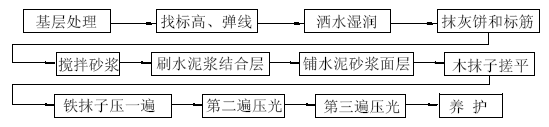 基层处理
找标高、弹线
洒水湿润
抹灰饼和标筋
搅拌砂浆
刷水泥浆结合层
铺水泥砂浆面层
木抹子搓平
铁抹子压一遍
第二遍压光
第三遍压光
养 护